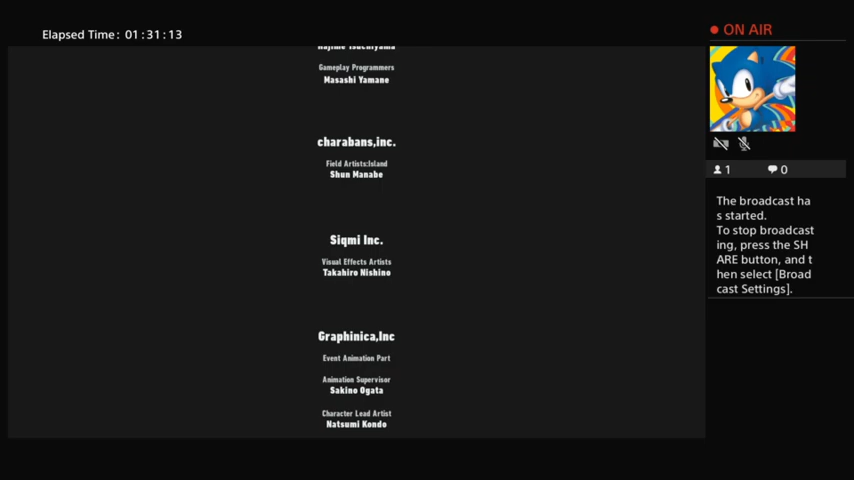 Elapsed Time: 01:31:13
ON AIR
Gameplay Programmers
Masashi Yamane
charabans,inc.
Field Artists:Island
Shun Manabe
Siqmi Inc.
Visual Effects Artists
Takahiro Nishino
Graphinica,Inc
Event Animation Part
Animation Supervisor
Sakino Ogata
Character Lead Artist
Natsumi Kondo
1
0
The broadcast ha
s started.
To stop broadcast
ing, press the SH
ARE button, and t
hen select [Broad
cast Settings].